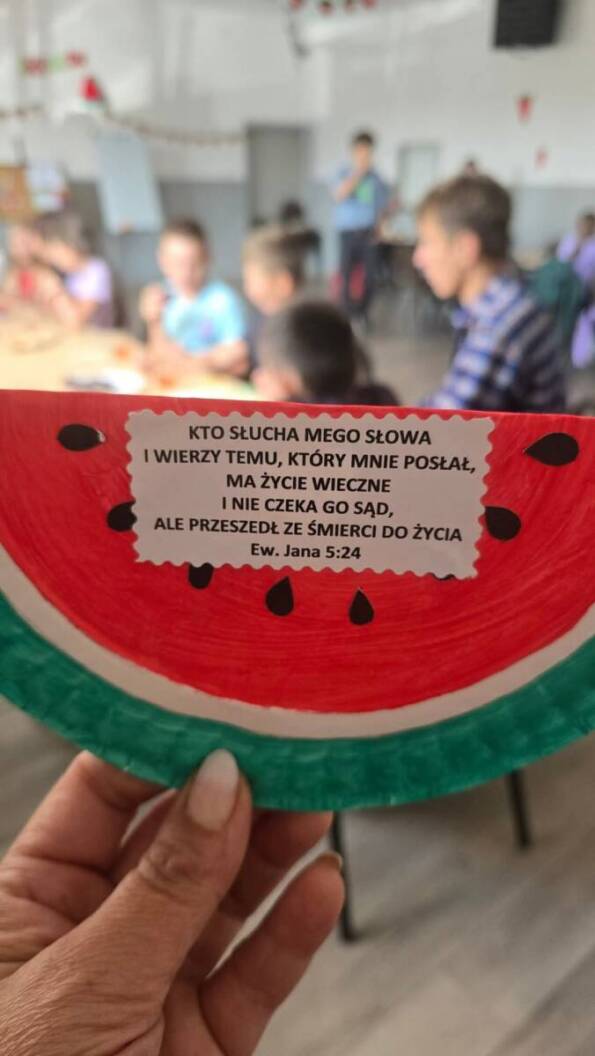 KTO SŁUCHA MEGO SŁOWA
I WIERZY TEMU, KTÓRY MNIE POSŁAŁ,
MA ŻYCIE WIECZNE
I NIE CZEKA GO SĄD,
ALE PRZESZEDŁ ZE ŚMIERCI DO ŻYCIA
Ew. Jana 5:24